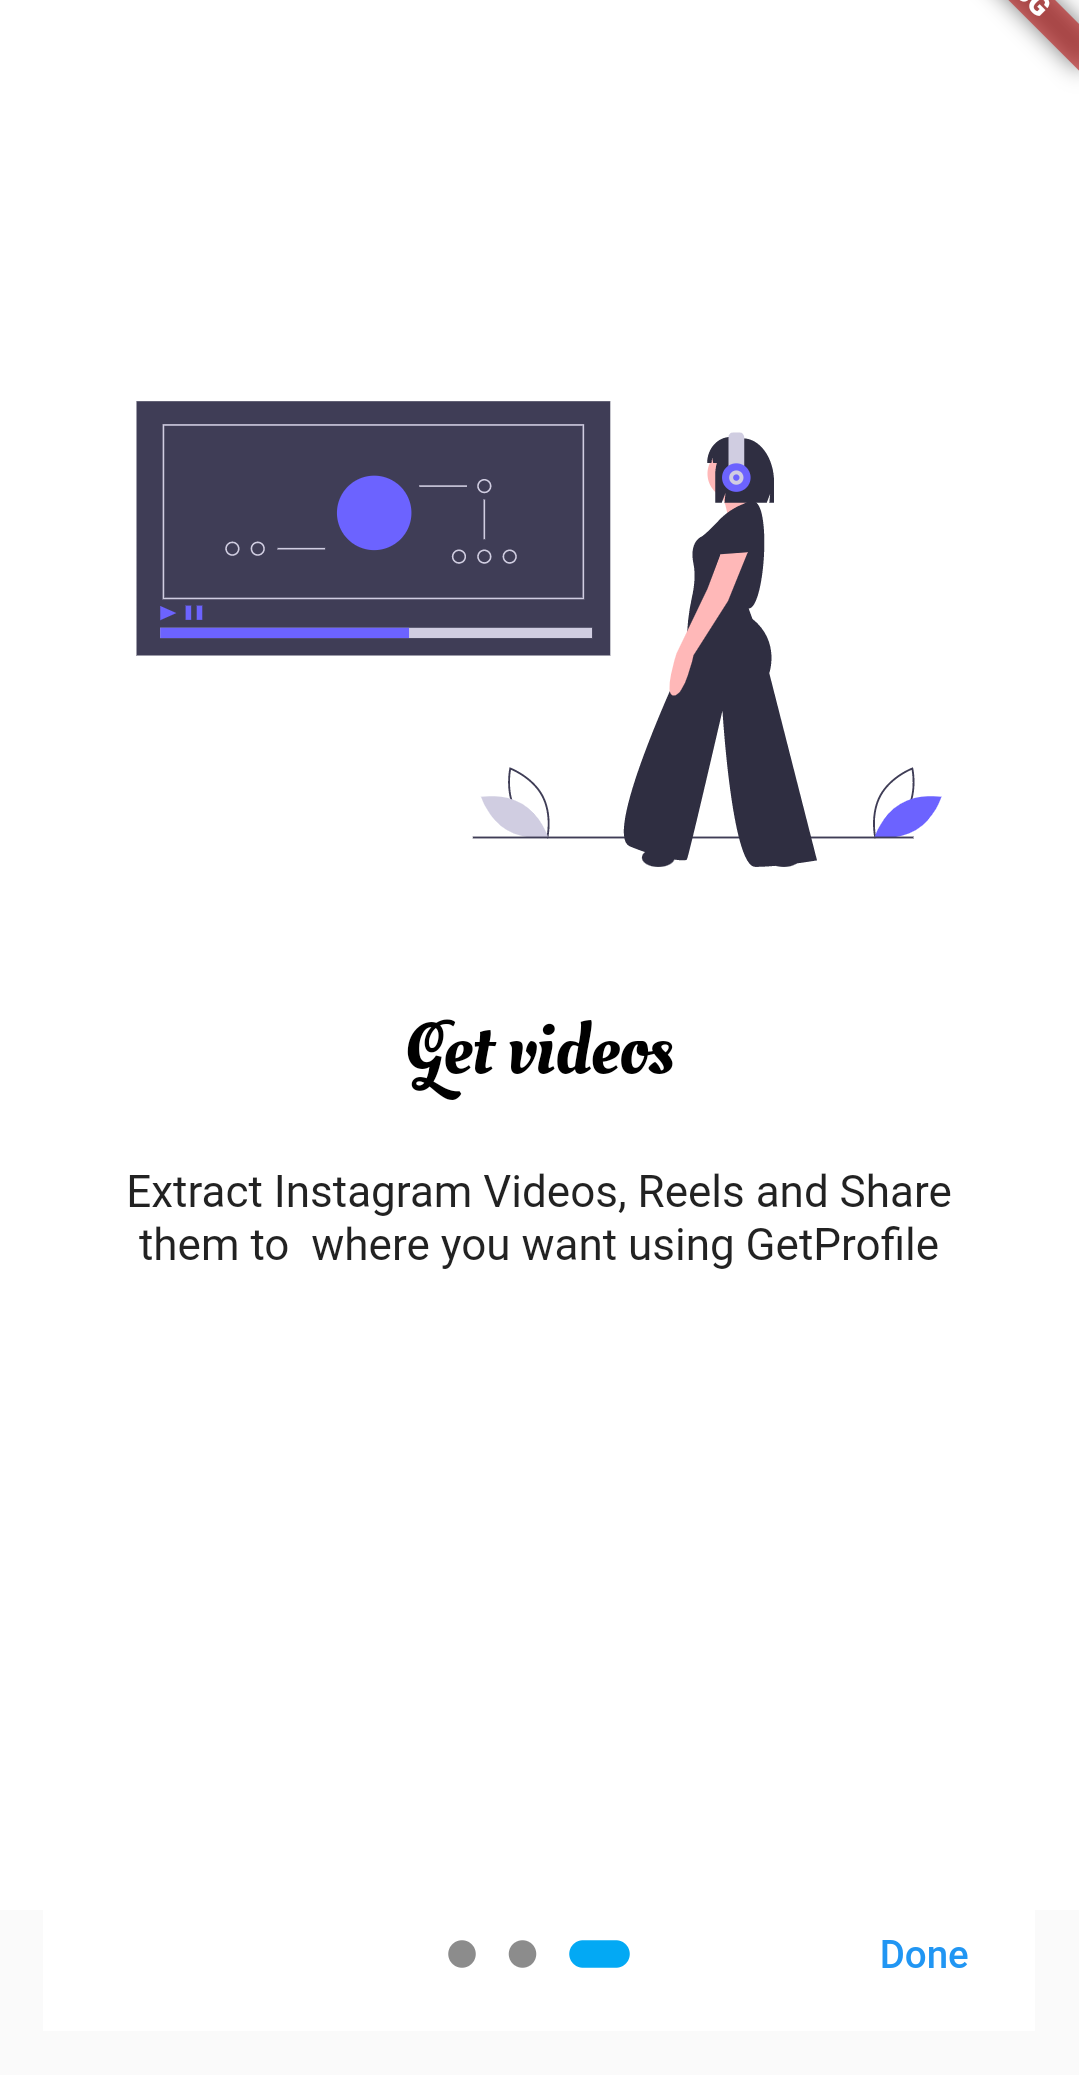 Get videos
Extract Instagram Videos, Reels and Share
them to  where you want using GetProfile
Done